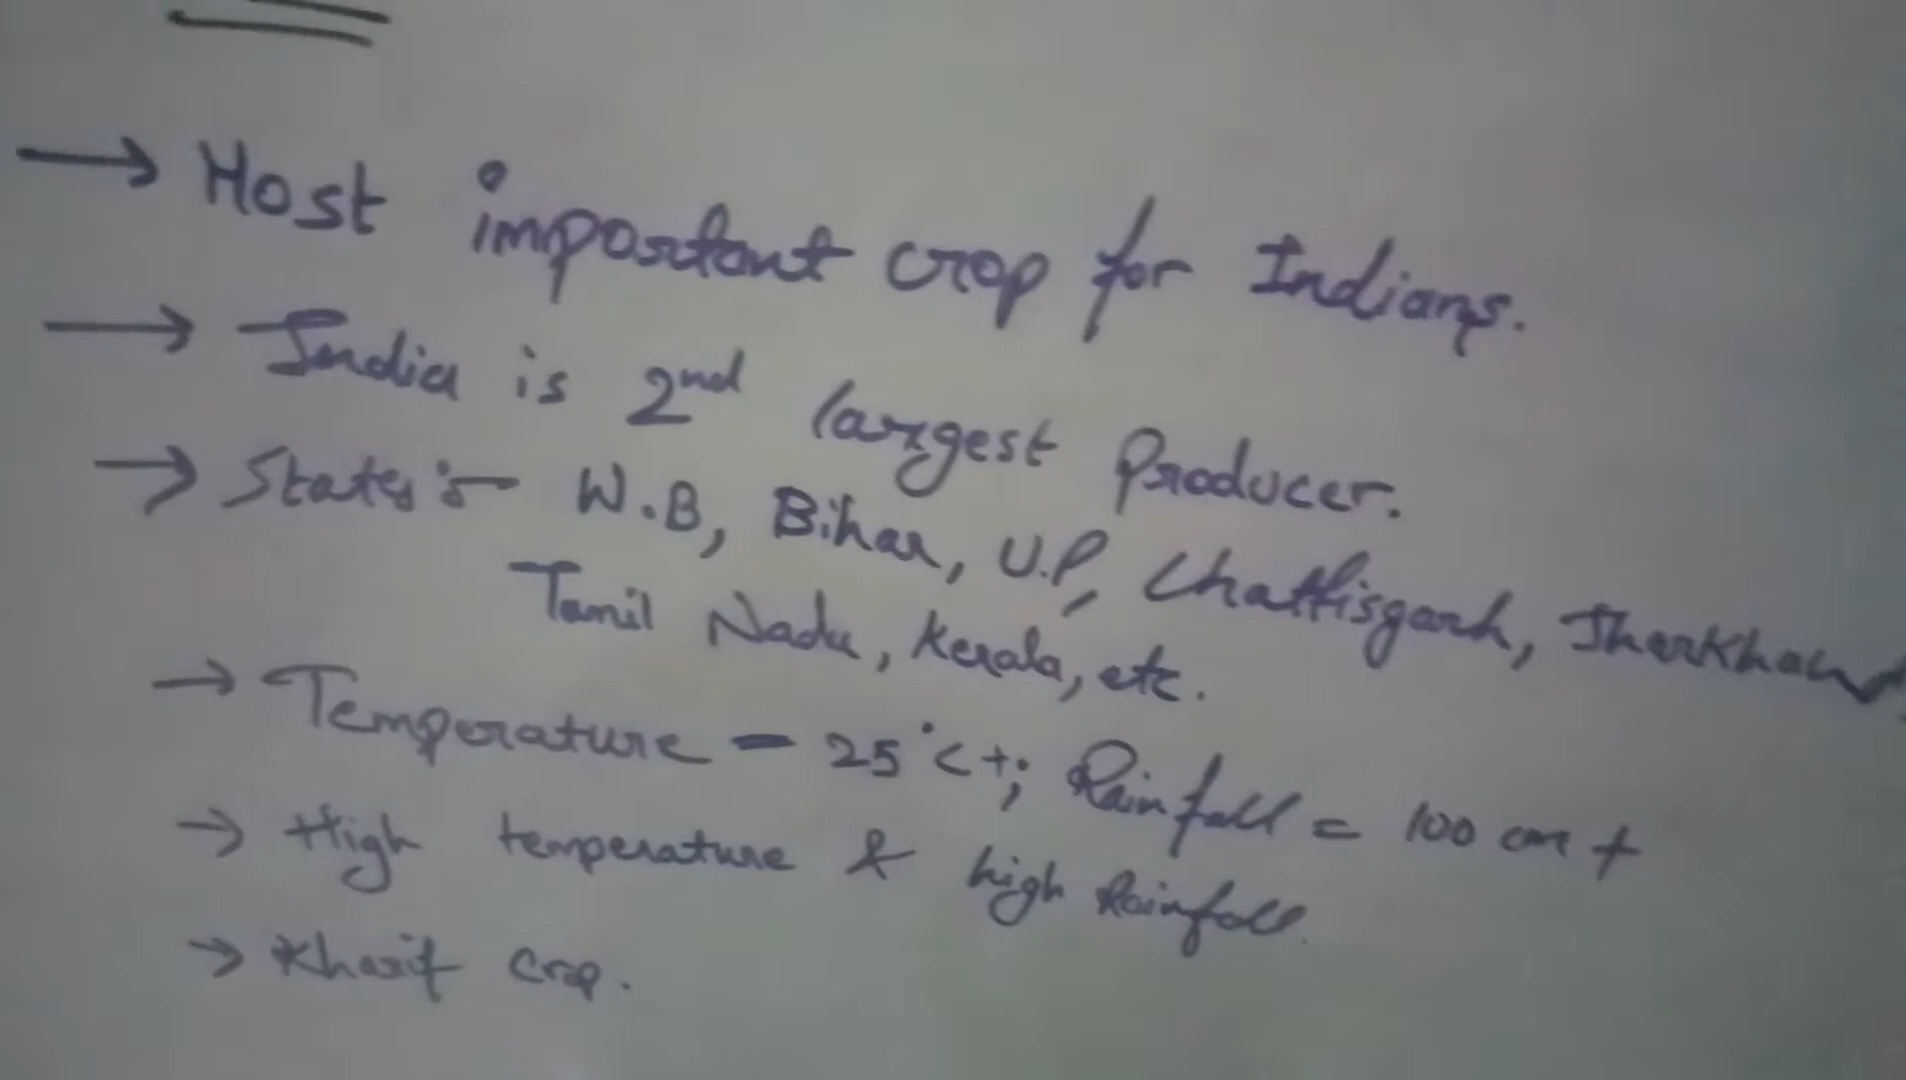 → Most important crop for Indians.
→ India is 2nd largest Producer.
→ States :- W.B, Bihar, U.P, Chattisgarh, Jharkhand,
Tamil Nadu, Kerala, etc.
→ Temperature - 25°C+; Rainfall = 100 cm +
→ High temperature & high Rainfall.
→ Kharif crop.